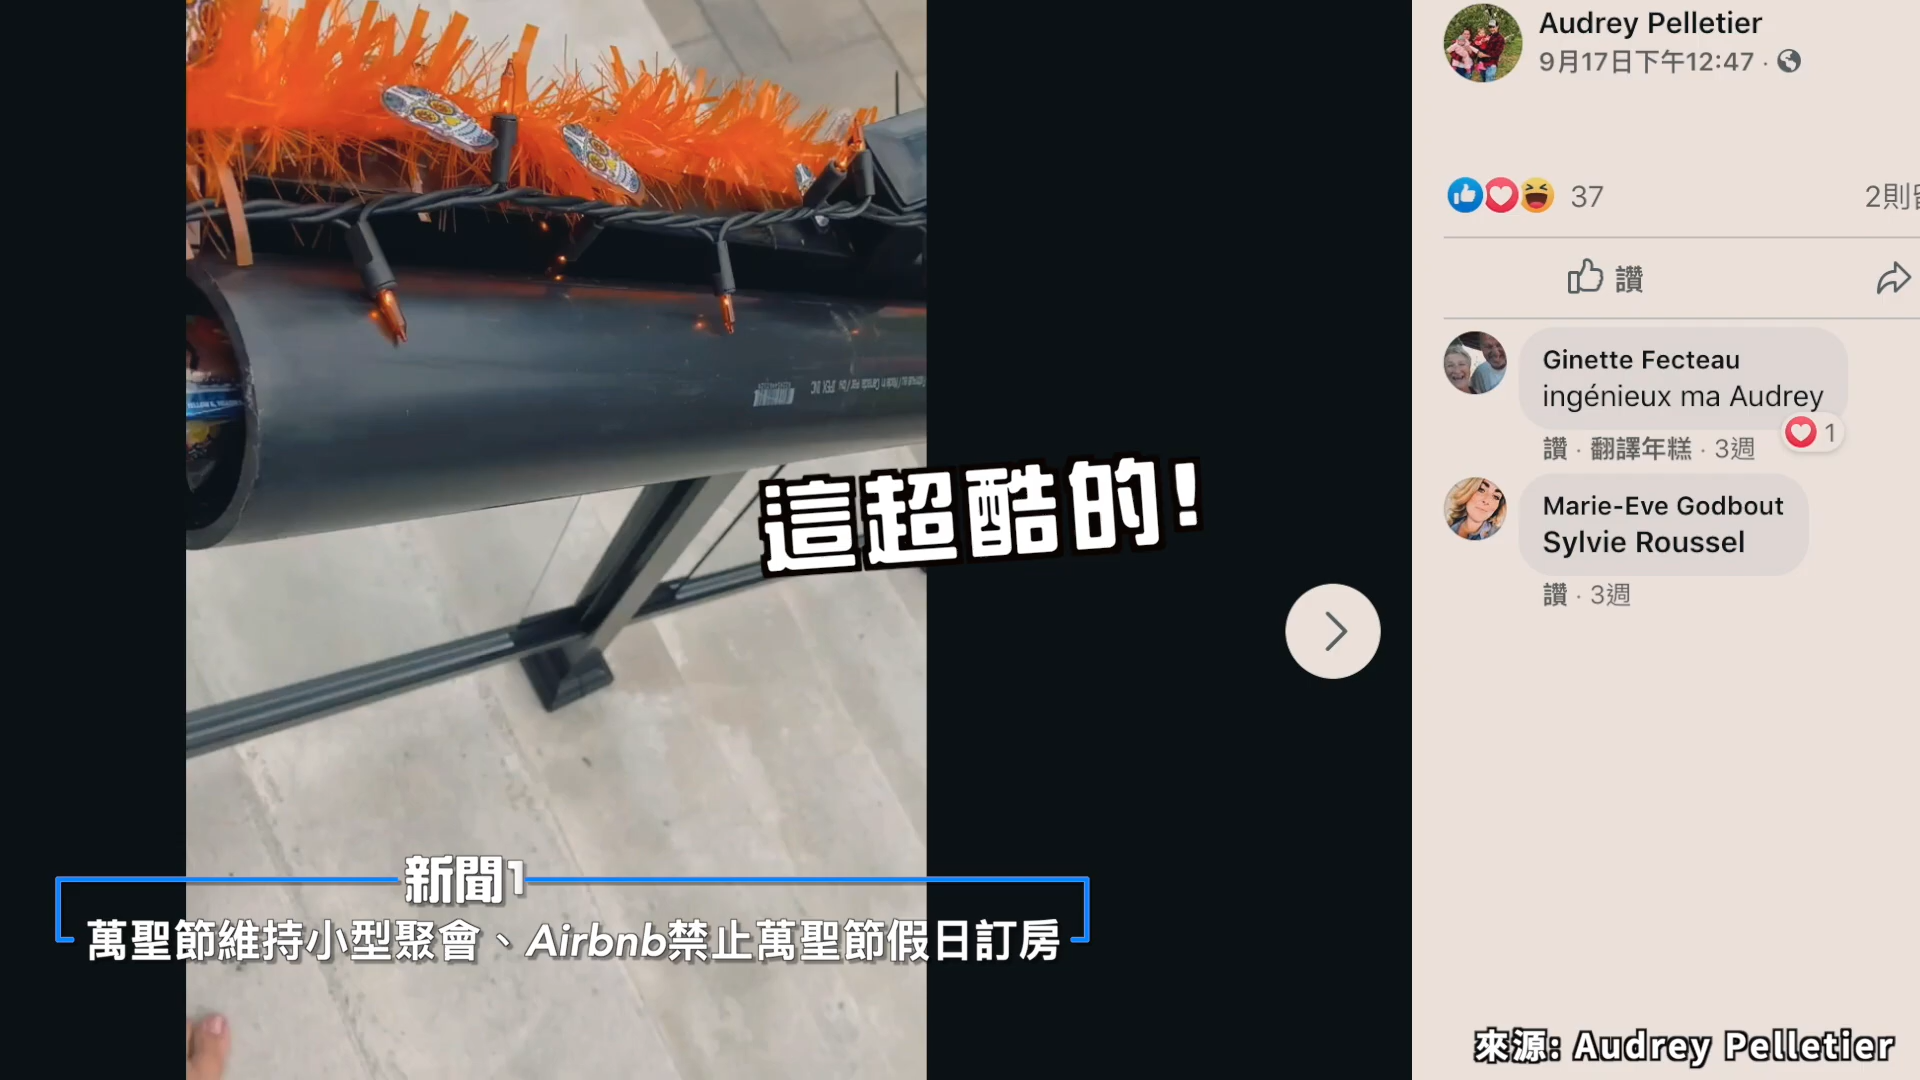 Audrey Pelletier
9月17日下午12:47 ·
37
2則
讚
Ginette Fecteau
ingénieux ma Audrey
1
讚 · 翻譯年糕 · 3週
Marie-Eve Godbout
Sylvie Roussel
讚 · 3週
這超酷的!
新聞1
萬聖節維持小型聚會、Airbnb禁止萬聖節假日訂房
來源: Audrey Pelletier